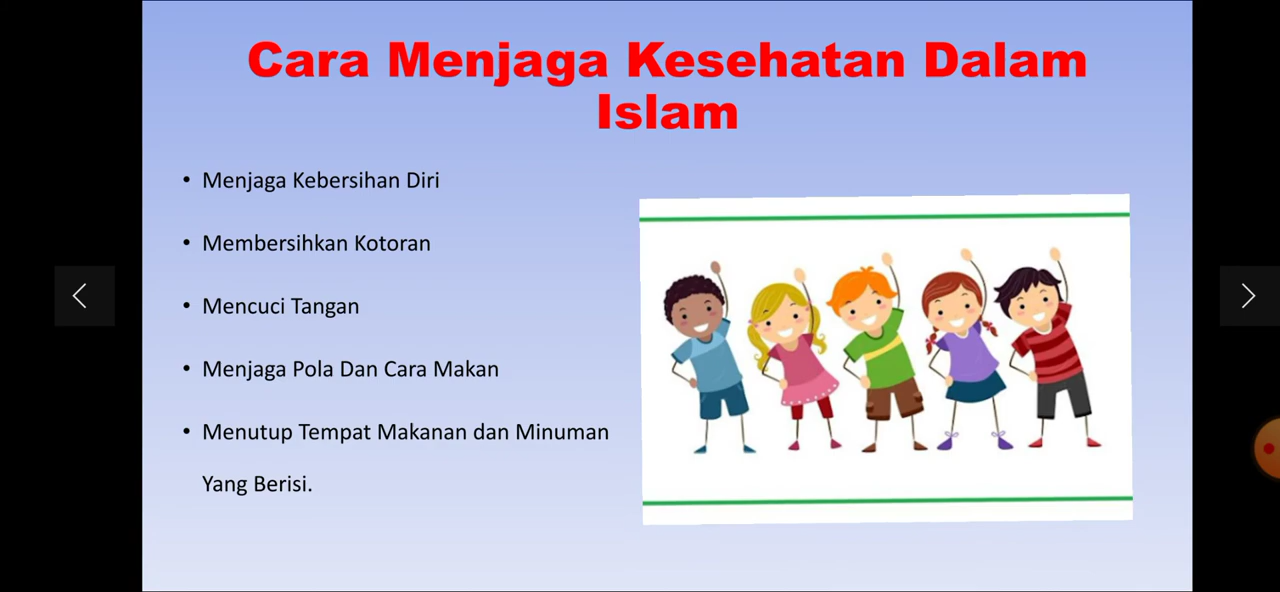 Cara Menjaga Kesehatan Dalam
Islam
• Menjaga Kebersihan Diri
• Membersihkan Kotoran
• Mencuci Tangan
• Menjaga Pola Dan Cara Makan
• Menutup Tempat Makanan dan Minuman
Yang Berisi.